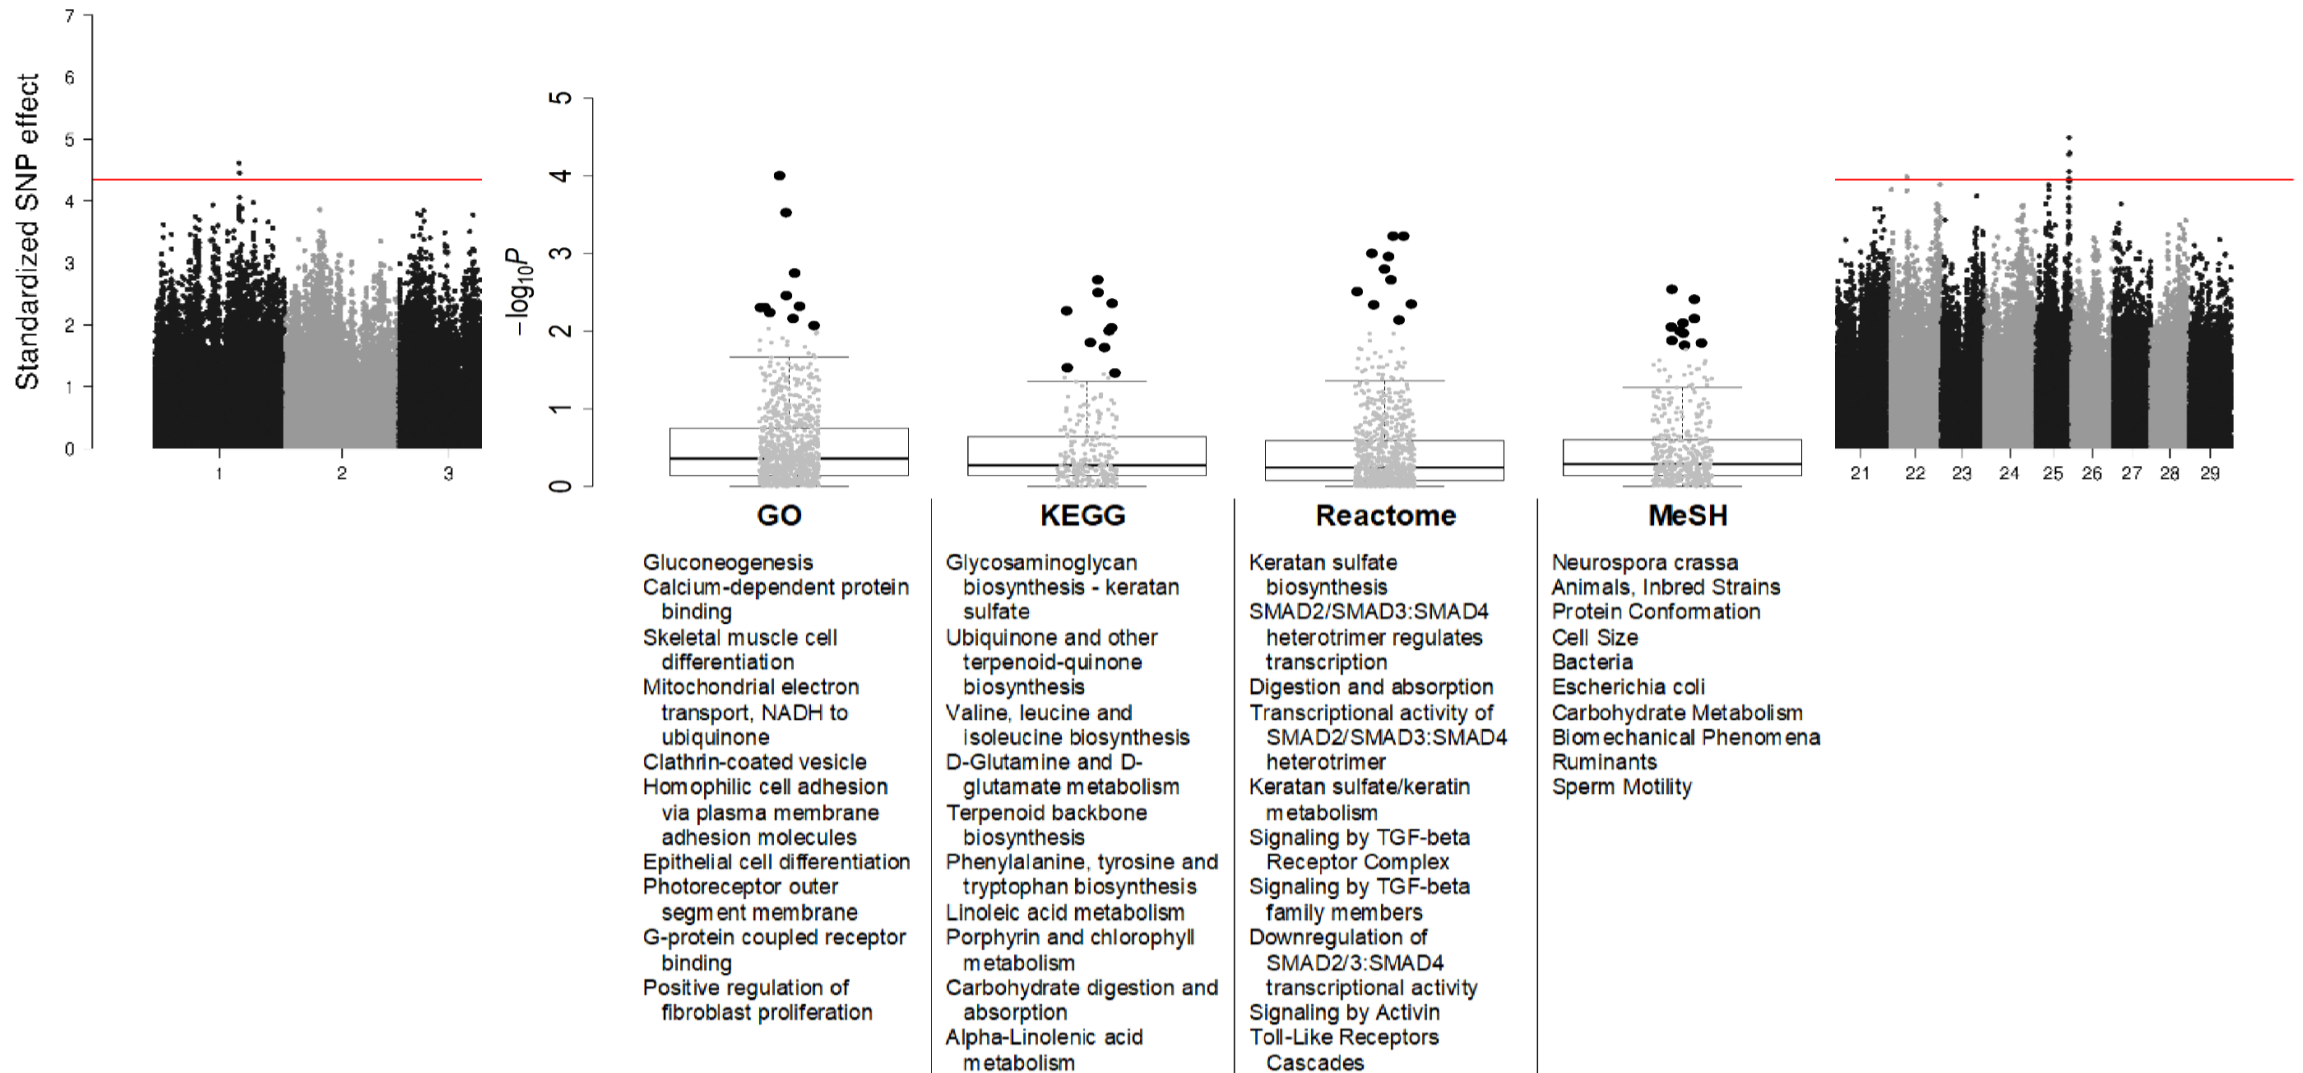 Standardized SNP effect
7
6
5
4
3
2
1
0
1
2
3
−log10P
5
4
3
2
1
0
21
22
23
24
25
26
27
28
29
GO
Gluconeogenesis
Calcium-dependent protein
binding
Skeletal muscle cell
differentiation
Mitochondrial electron
transport, NADH to
ubiquinone
Clathrin-coated vesicle
Homophilic cell adhesion
via plasma membrane
adhesion molecules
Epithelial cell differentiation
Photoreceptor outer
segment membrane
G-protein coupled receptor
binding
Positive regulation of
fibroblast proliferation
KEGG
Glycosaminoglycan
biosynthesis - keratan
sulfate
Ubiquinone and other
terpenoid-quinone
biosynthesis
Valine, leucine and
isoleucine biosynthesis
D-Glutamine and D-
glutamate metabolism
Terpenoid backbone
biosynthesis
Phenylalanine, tyrosine and
tryptophan biosynthesis
Linoleic acid metabolism
Porphyrin and chlorophyll
metabolism
Carbohydrate digestion and
absorption
Alpha-Linolenic acid
metabolism
Reactome
Keratan sulfate
biosynthesis
SMAD2/SMAD3:SMAD4
heterotrimer regulates
transcription
Digestion and absorption
Transcriptional activity of
SMAD2/SMAD3:SMAD4
heterotrimer
Keratan sulfate/keratin
metabolism
Signaling by TGF-beta
Receptor Complex
Signaling by TGF-beta
family members
Downregulation of
SMAD2/3:SMAD4
transcriptional activity
Signaling by Activin
Toll-Like Receptors
Cascades
MeSH
Neurospora crassa
Animals, Inbred Strains
Protein Conformation
Cell Size
Bacteria
Escherichia coli
Carbohydrate Metabolism
Biomechanical Phenomena
Ruminants
Sperm Motility